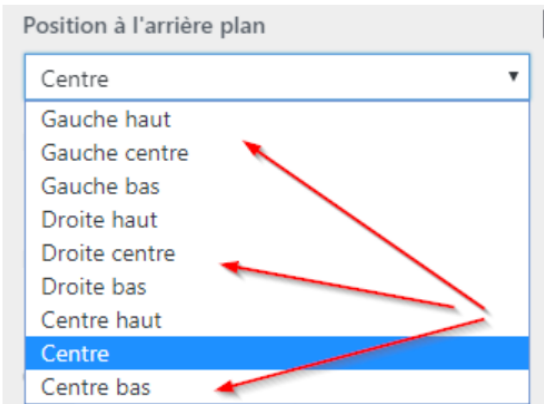 Position à l'arrière plan
Centre
Gauche haut
Gauche centre
Gauche bas
Droite haut
Droite centre
Droite bas
Centre haut
Centre
Centre bas